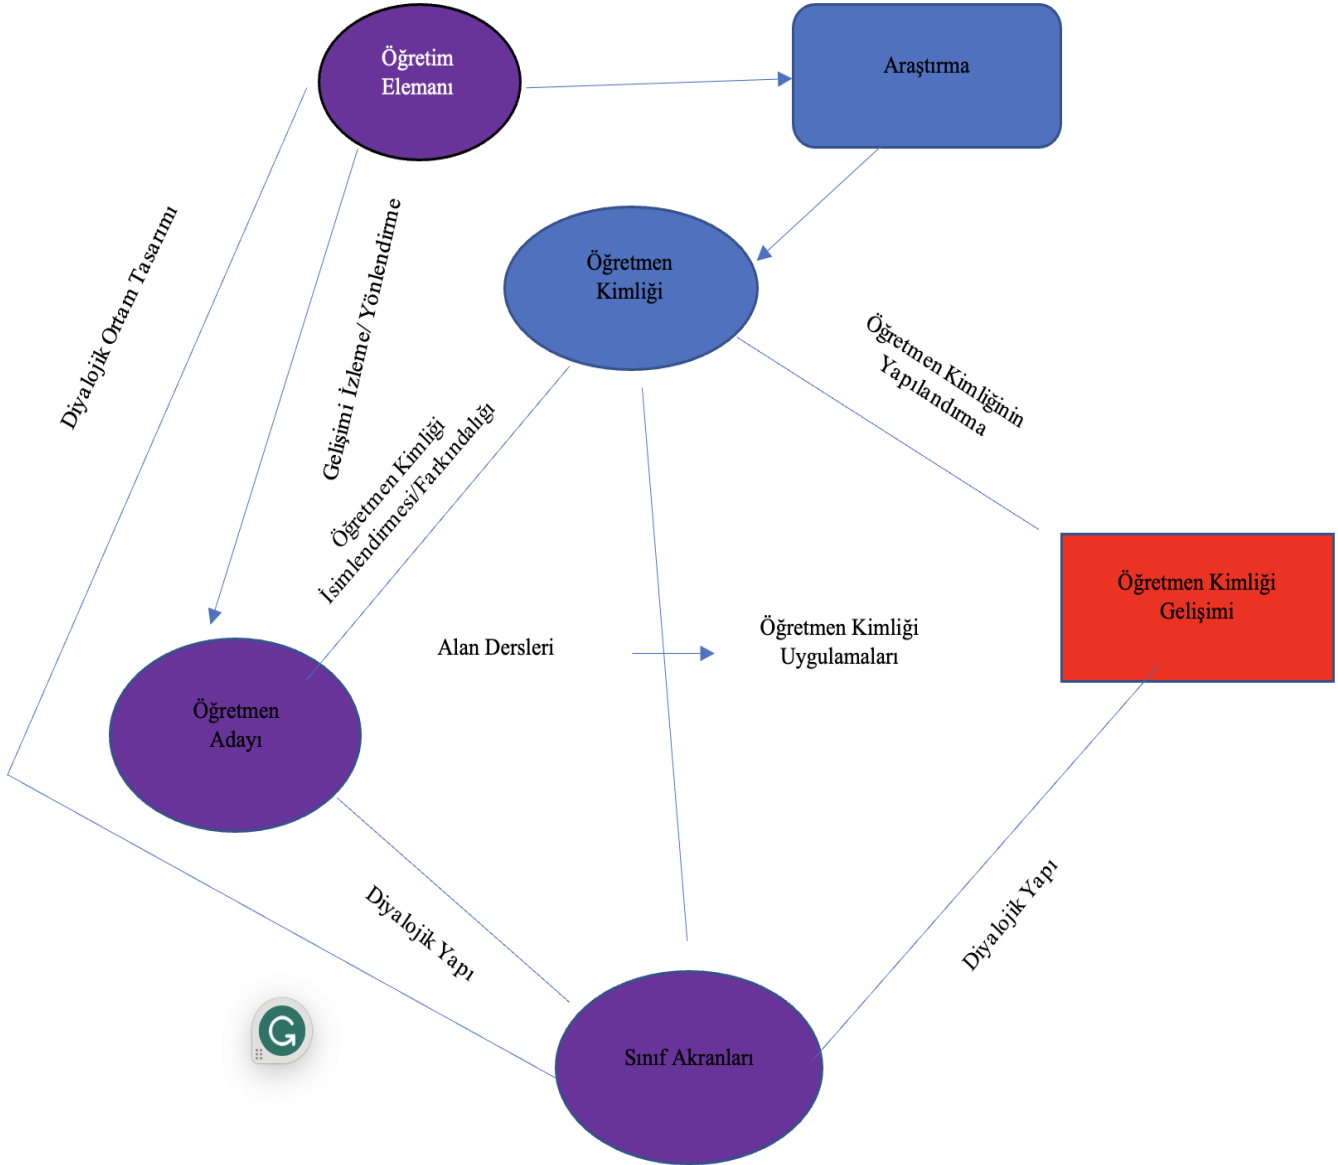 Öğretim
Elemanı
Araştırma
Öğretmen
Kimliği
Diyalojik Ortam Tasarımı
Gelişimi İzleme/ Yönlendirme
Öğretmen Kimliği
İsimlendirmesi/Farkındalığı
Öğretmen Kimliğinin
Yapılandırma
Öğretmen Kimliği
Gelişimi
Alan Dersleri
Öğretmen Kimliği
Uygulamaları
Öğretmen
Adayı
Diyalojik Yapı
Diyalojik Yapı
Sınıf Akranları
G